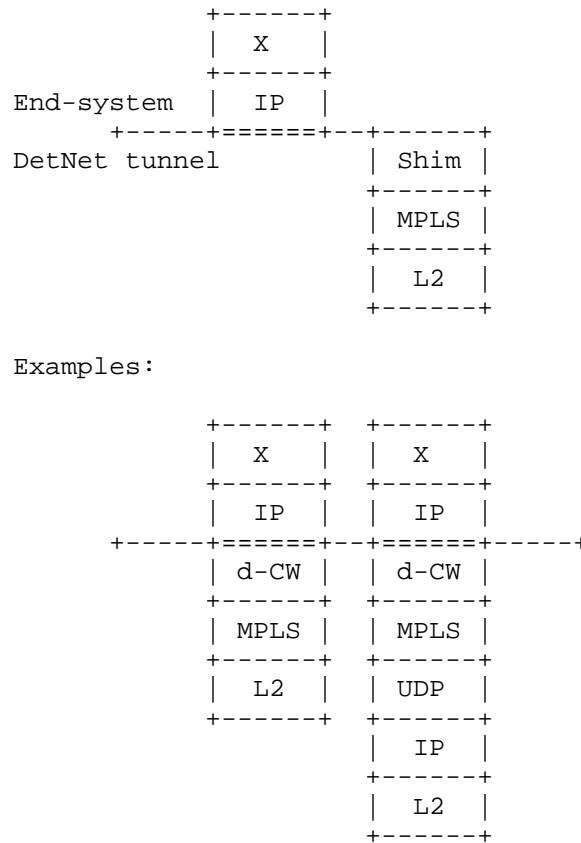 +------+
         |  X   |
         +------+
End-system  |  IP  |
      +-----+======+--+------+
DetNet tunnel         | Shim |
                      +------+
                      | MPLS |
                      +------+
                      |  L2  |
                      +------+
Examples:
            +------+  +------+
            |  X   |  |  X   |
            +------+  +------+
            |  IP  |  |  IP  |
      +-----+======+--+======+-----+
            | d-CW |  | d-CW |
            +------+  +------+
            | MPLS |  | MPLS |
            +------+  +------+
            |  L2  |  | UDP  |
            +------+  +------+
                      |  IP  |
                      +------+
                      |  L2  |
                      +------+